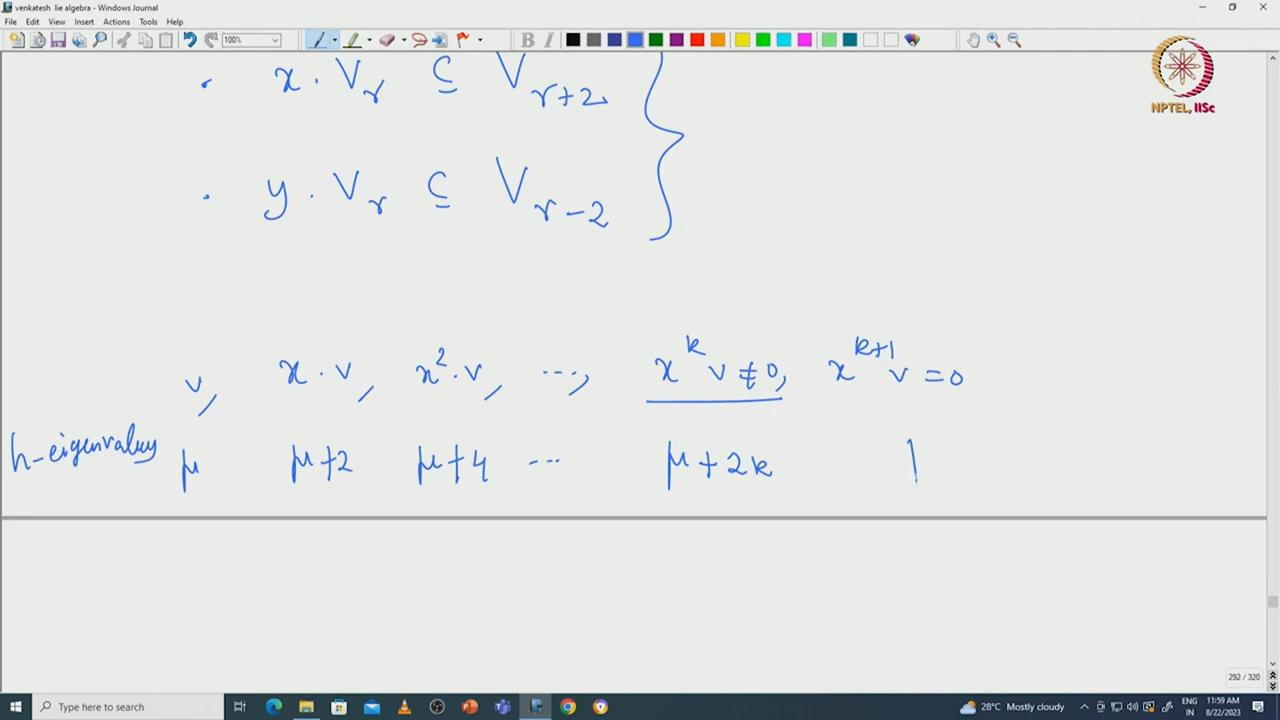 venkatesh lie algebra - Windows Journal
File Edit View Insert Actions Tools Help
100%
B I
NPTEL, IISc
. x . V_r ⊆ V_{r+2}
. y . V_r ⊆ V_{r-2}
v, x . v, x^2 . v, ..., x^k v ≠ 0, x^{k+1} v = 0
h-eigenvalues μ μ+2 μ+4 ... μ+2k
292 / 320
Type here to search
28°C Mostly cloudy
ENG
IN
11:59 AM
8/22/2023